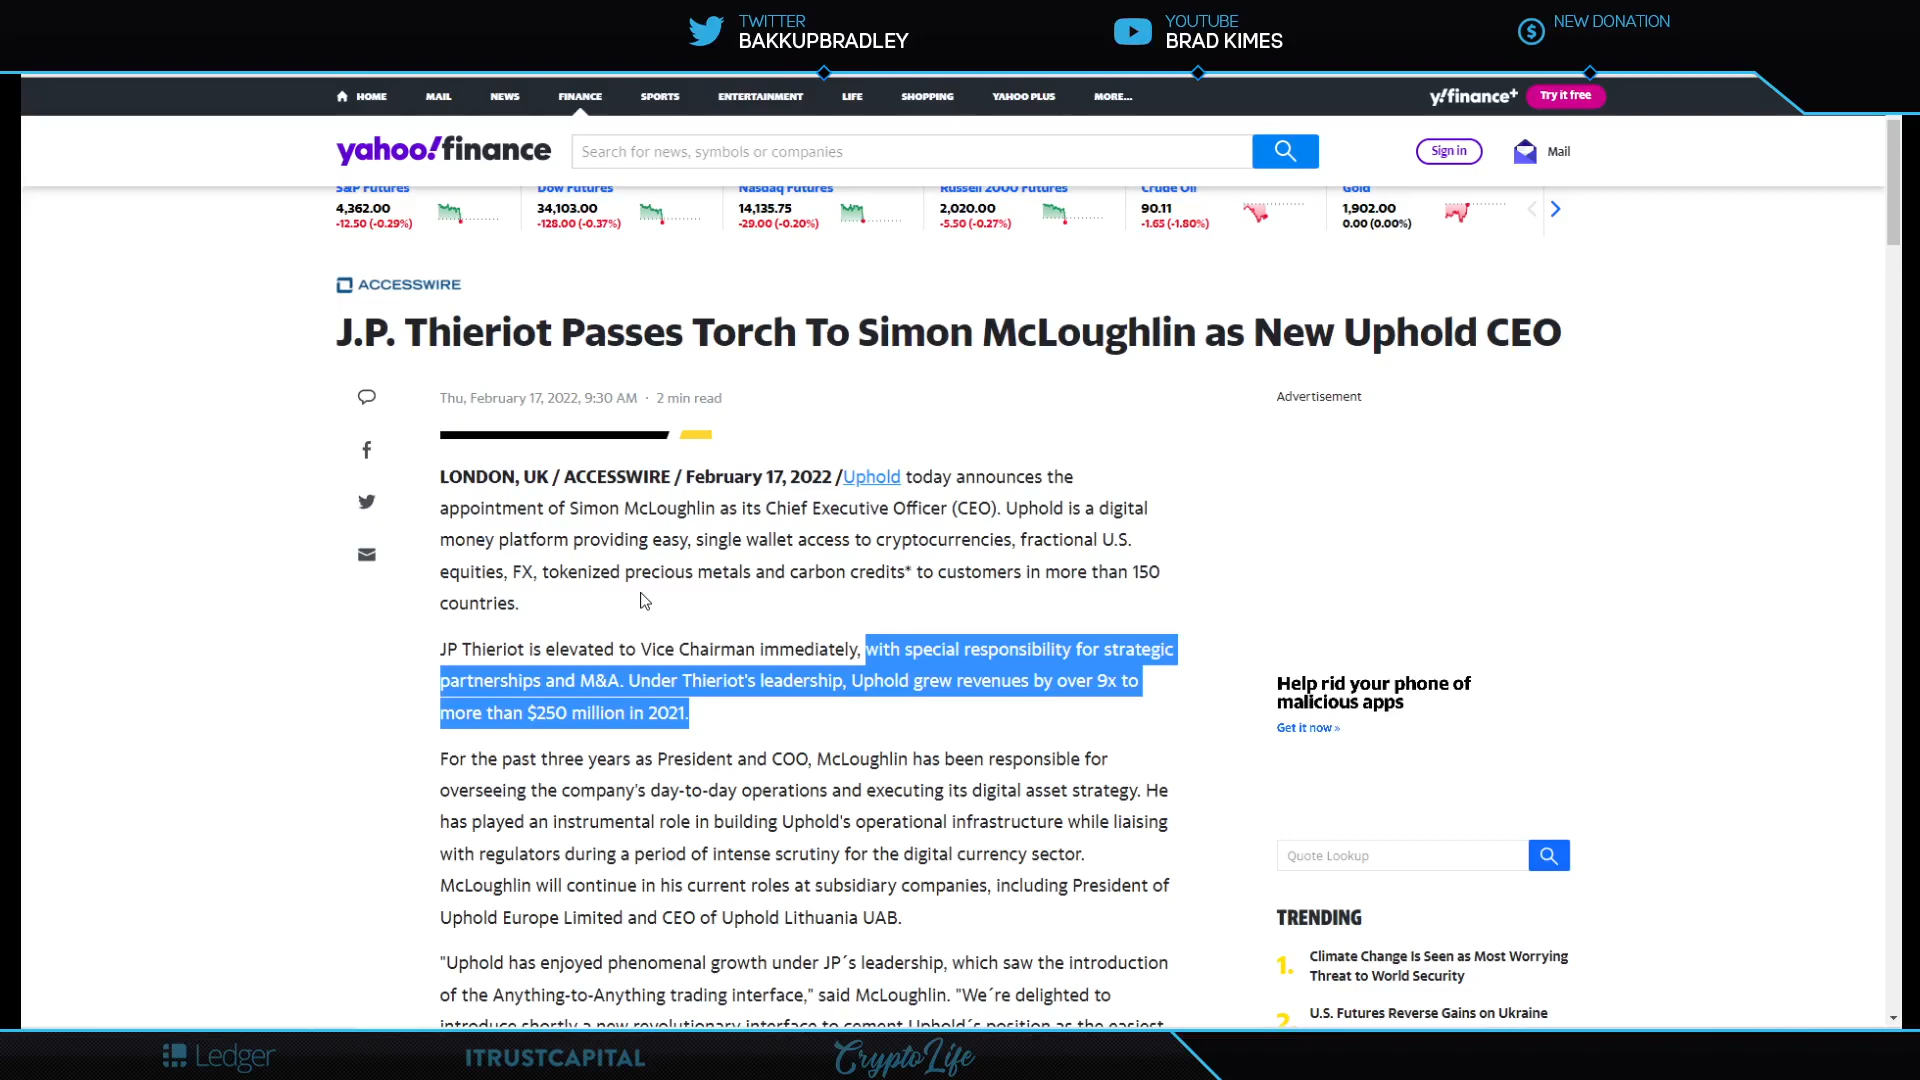 TWITTER
BAKKUPBRADLEY
YOUTUBE
BRAD KIMES
NEW DONATION
HOME MAIL NEWS FINANCE SPORTS ENTERTAINMENT LIFE SHOPPING YAHOO PLUS MORE...
y!finance+ Try it free
yahoo!finance
Search for news, symbols or companies
Sign in
Mail
S&P Futures Dow Futures Nasdaq Futures Russell 2000 Futures Crude Oil Gold
4,362.00 34,103.00 14,135.75 2,020.00 90.11 1,902.00
-12.50 (-0.29%) -128.00 (-0.37%) -29.00 (-0.20%) -5.50 (-0.27%) -1.65 (-1.80%) 0.00 (0.00%)
ACCESSWIRE
J.P. Thieriot Passes Torch To Simon McLoughlin as New Uphold CEO
Thu, February 17, 2022, 9:30 AM · 2 min read
LONDON, UK / ACCESSWIRE / February 17, 2022 /Uphold today announces the
appointment of Simon McLoughlin as its Chief Executive Officer (CEO). Uphold is a digital
money platform providing easy, single wallet access to cryptocurrencies, fractional U.S.
equities, FX, tokenized precious metals and carbon credits* to customers in more than 150
countries.
JP Thieriot is elevated to Vice Chairman immediately, with special responsibility for strategic
partnerships and M&A. Under Thieriot's leadership, Uphold grew revenues by over 9x to
more than $250 million in 2021.
For the past three years as President and COO, McLoughlin has been responsible for
overseeing the company's day-to-day operations and executing its digital asset strategy. He
has played an instrumental role in building Uphold's operational infrastructure while liaising
with regulators during a period of intense scrutiny for the digital currency sector.
McLoughlin will continue in his current roles at subsidiary companies, including President of
Uphold Europe Limited and CEO of Uphold Lithuania UAB.
"Uphold has enjoyed phenomenal growth under JP´s leadership, which saw the introduction
of the Anything-to-Anything trading interface," said McLoughlin. "We´re delighted to
introduce shortly a new revolutionary interface to cement Uphold´s position as the easiest
Advertisement
Help rid your phone of
malicious apps
Get it now »
Quote Lookup
TRENDING
1. Climate Change Is Seen as Most Worrying
Threat to World Security
2. U.S. Futures Reverse Gains on Ukraine
Ledger
ITRUSTCAPITAL
CryptoLife